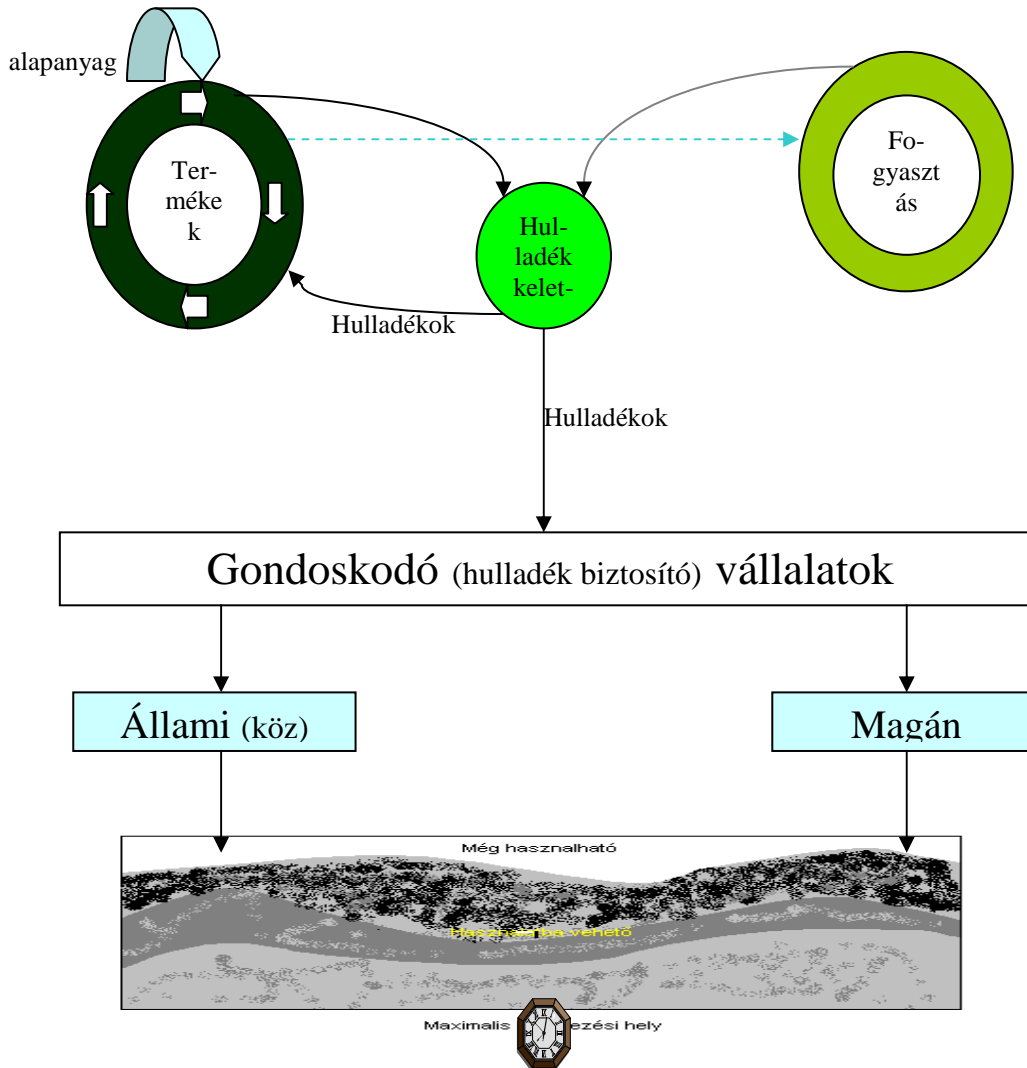 alapanyag
Ter-
méke
k
Fo-
gyaszt
ás
Hul-
ladék
kelet-
Hulladékok
Hulladékok
Gondoskodó (hulladék biztosító) vállalatok
Állami (köz)
Magán
Még hasznalható
vehetö
Maximalis
hely